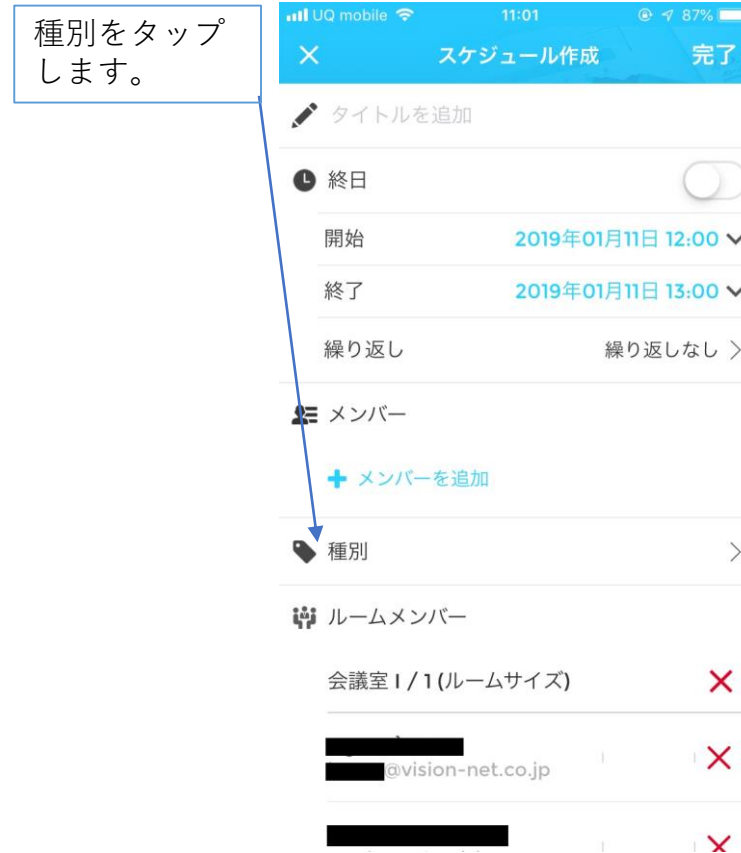 種別をタップ
します。
UQ mobile 11:01 87%
スケジュール作成 完了
タイトルを追加
終日
開始 2019年01月11日 12:00
終了 2019年01月11日 13:00
繰り返し 繰り返しなし
メンバー
メンバーを追加
種別
ルームメンバー
会議室 I / 1 (ルームサイズ)
@vision-net.co.jp